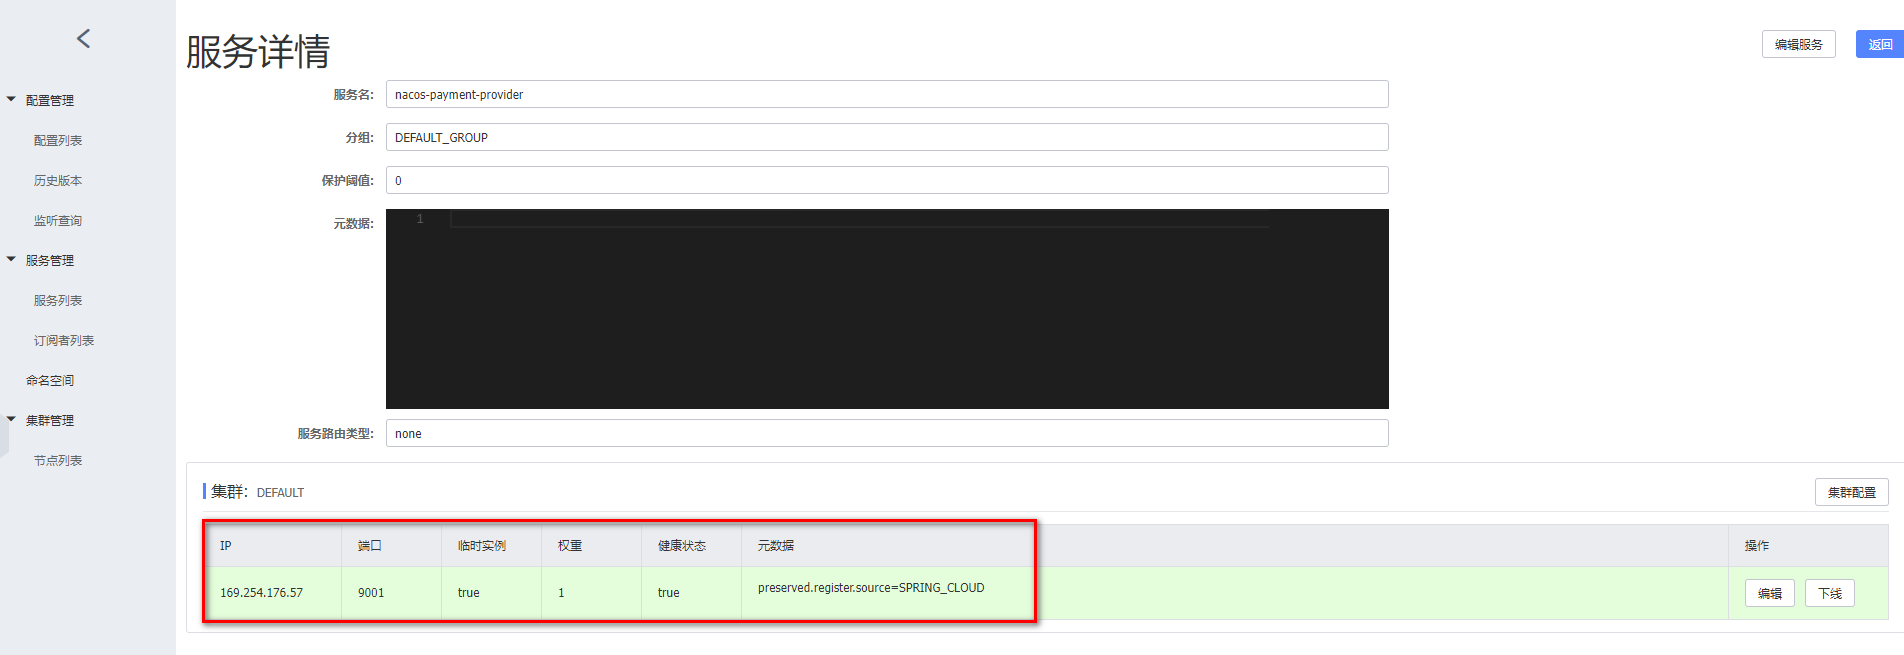 配置管理
配置列表
历史版本
监听查询
服务管理
服务列表
订阅者列表
命名空间
集群管理
节点列表
服务详情
编辑服务
返回
服务名: nacos-payment-provider
分组: DEFAULT_GROUP
保护阈值: 0
元数据: 1
服务路由类型: none
集群: DEFAULT
集群配置
IP 端口 临时实例 权重 健康状态 元数据 操作
169.254.176.57 9001 true 1 true preserved.register.source=SPRING_CLOUD 编辑 下线